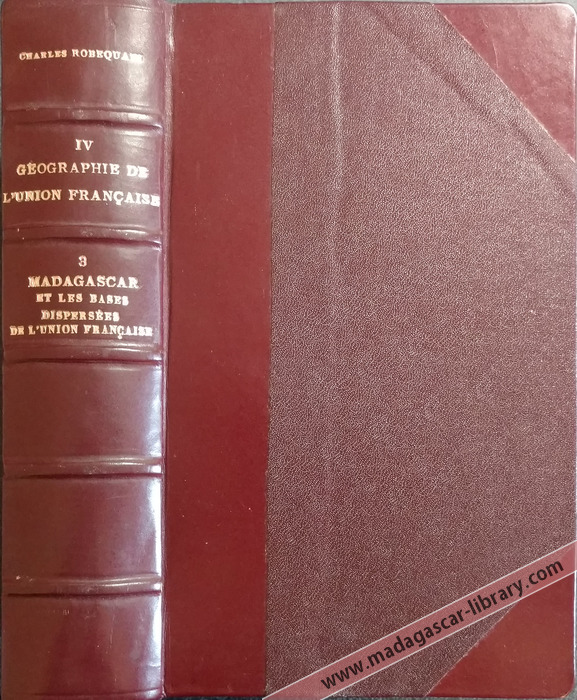 CHARLES ROBEQUAIN
IV
GÉOGRAPHIE DE
L'UNION FRANÇAISE
3
MADAGASCAR
ET LES BASES
DISPERSÉES
DE L'UNION FRANÇAISE
www.madagascar-library.com